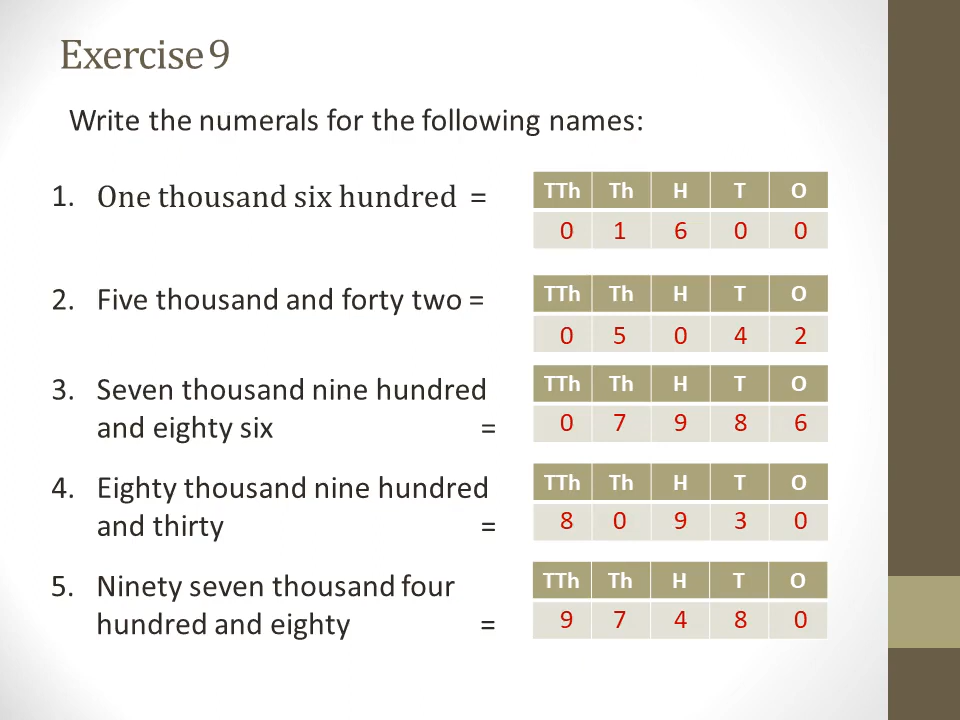 Exercise 9
Write the numerals for the following names:
1. One thousand six hundred =
TTh Th H T O
0 1 6 0 0
2. Five thousand and forty two =
TTh Th H T O
0 5 0 4 2
3. Seven thousand nine hundred
and eighty six =
TTh Th H T O
0 7 9 8 6
4. Eighty thousand nine hundred
and thirty =
TTh Th H T O
8 0 9 3 0
5. Ninety seven thousand four
hundred and eighty =
TTh Th H T O
9 7 4 8 0